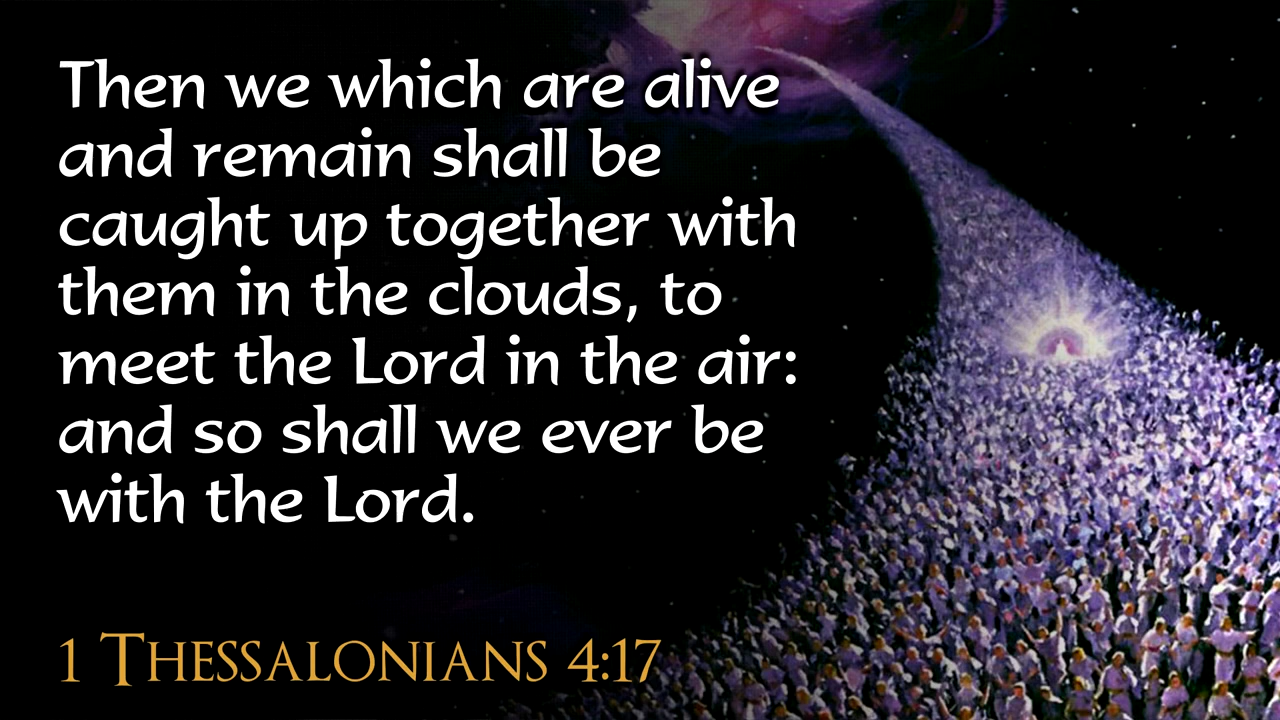 Then we which are alive
and remain shall be
caught up together with
them in the clouds, to
meet the Lord in the air:
and so shall we ever be
with the Lord.
1 THESSALONIANS 4:17